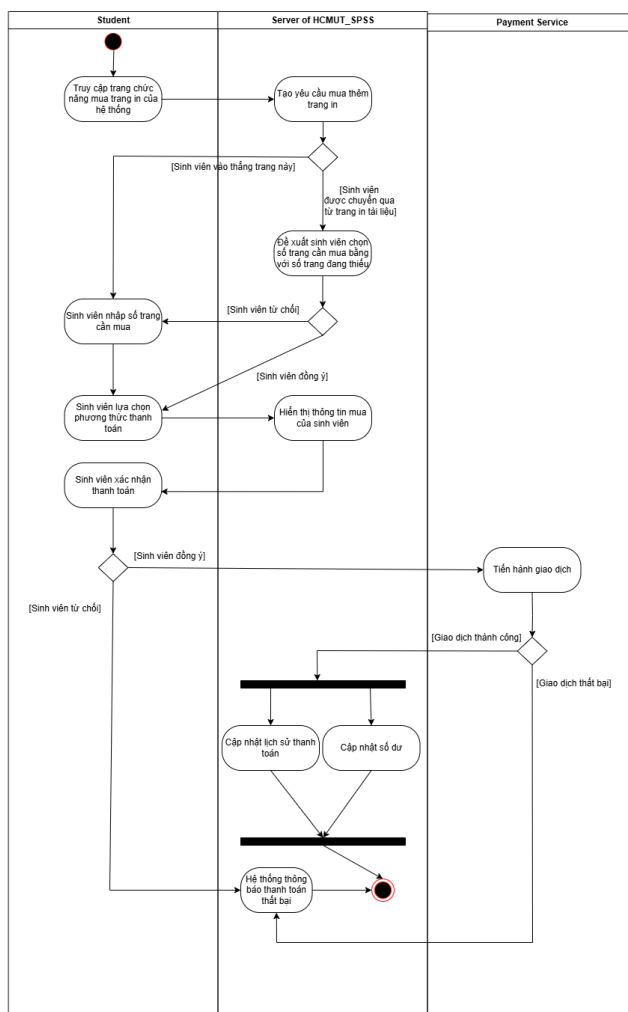 Student
Server of HCMUT_SPSS
Payment Service
Truy cập trang chức
năng mua trang in của
hệ thống
Tạo yêu cầu mua thêm
trang in
[Sinh viên vào thẳng trang này]
[Sinh viên
được chuyển qua
từ trang in tài liệu]
Đề xuất sinh viên chọn
số trang cần mua bằng
với số trang đang thiếu
Sinh viên nhập số trang
cần mua
[Sinh viên từ chối]
[Sinh viên đồng ý]
Sinh viên lựa chọn
phương thức thanh
toán
Hiển thị thông tin mua
của sinh viên
Sinh viên xác nhận
thanh toán
[Sinh viên đồng ý]
Tiến hành giao dịch
[Sinh viên từ chối]
[Giao dịch thành công]
[Giao dịch thất bại]
Cập nhật lịch sử thanh
toán
Cập nhật số dư
Hệ thống thông
báo thanh toán
thất bại